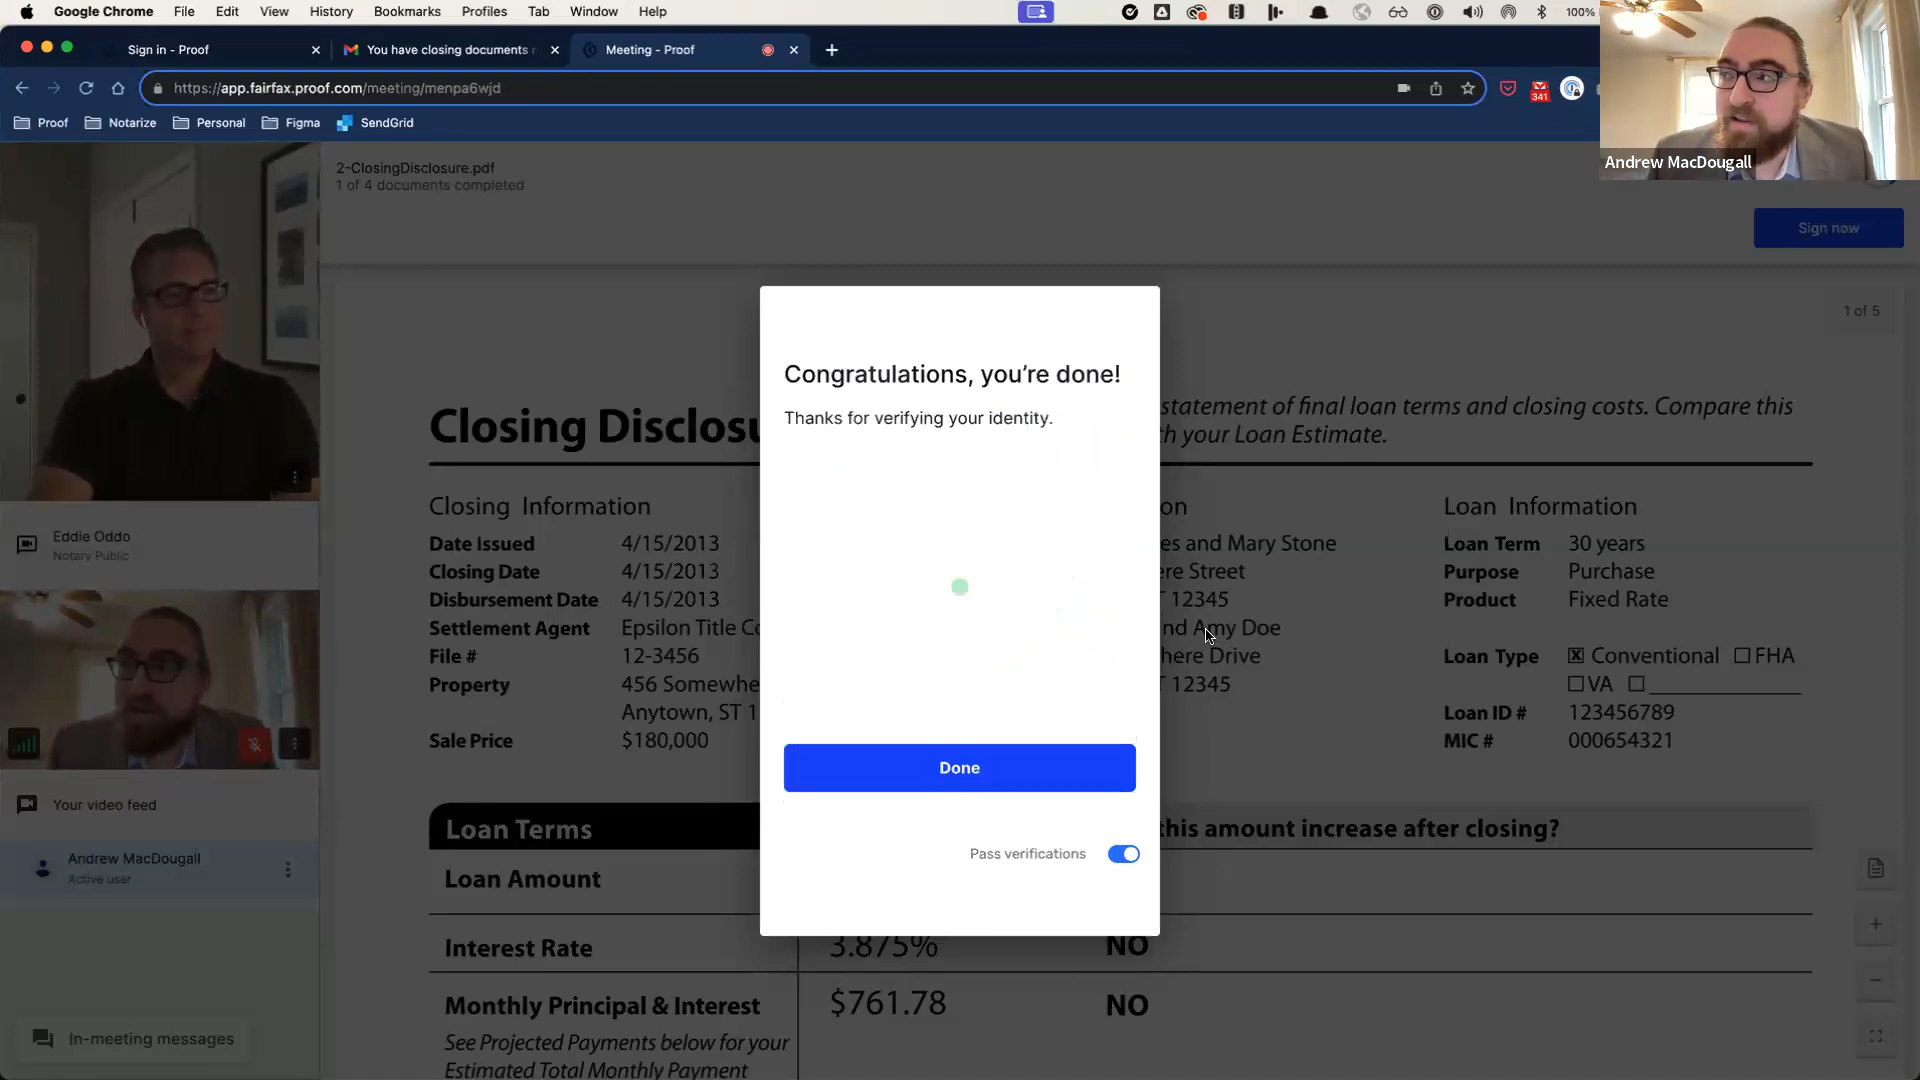 Google Chrome File Edit View History Bookmarks Profiles Tab Window Help 100%
Sign in - Proof You have closing documents Meeting - Proof
https://app.fairfax.proof.com/meeting/menpa6wjd 341
Proof Notarize Personal Figma SendGrid
Andrew MacDougall
2-ClosingDisclosure.pdf
1 of 4 documents completed
Sign now
1 of 5
Congratulations, you're done!
Thanks for verifying your identity.
Done
Pass verifications
Closing Disclosu
statement of final loan terms and closing costs. Compare this
th your Loan Estimate.
Closing Information
Date Issued 4/15/2013
Closing Date 4/15/2013
Disbursement Date 4/15/2013
Settlement Agent Epsilon Title Co
File # 12-3456
Property 456 Somewhe
Anytown, ST 1
Sale Price $180,000
on
es and Mary Stone
ere Street
T 12345
nd Amy Doe
here Drive
T 12345
Loan Information
Loan Term 30 years
Purpose Purchase
Product Fixed Rate
Loan Type Conventional FHA
VA
Loan ID # 123456789
MIC # 000654321
Loan Terms this amount increase after closing?
Loan Amount
Interest Rate 3.875% NO
Monthly Principal & Interest $761.78 NO
See Projected Payments below for your
Estimated Total Monthly Payment
Eddie Oddo
Notary Public
Your video feed
Andrew MacDougall
Active user
In-meeting messages